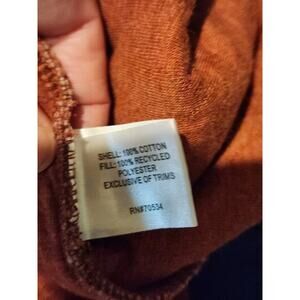 SHELL: 100% COTTON
FILL: 100% RECYCLED
POLYESTER
EXCLUSIVE OF TRIMS
RN#70534